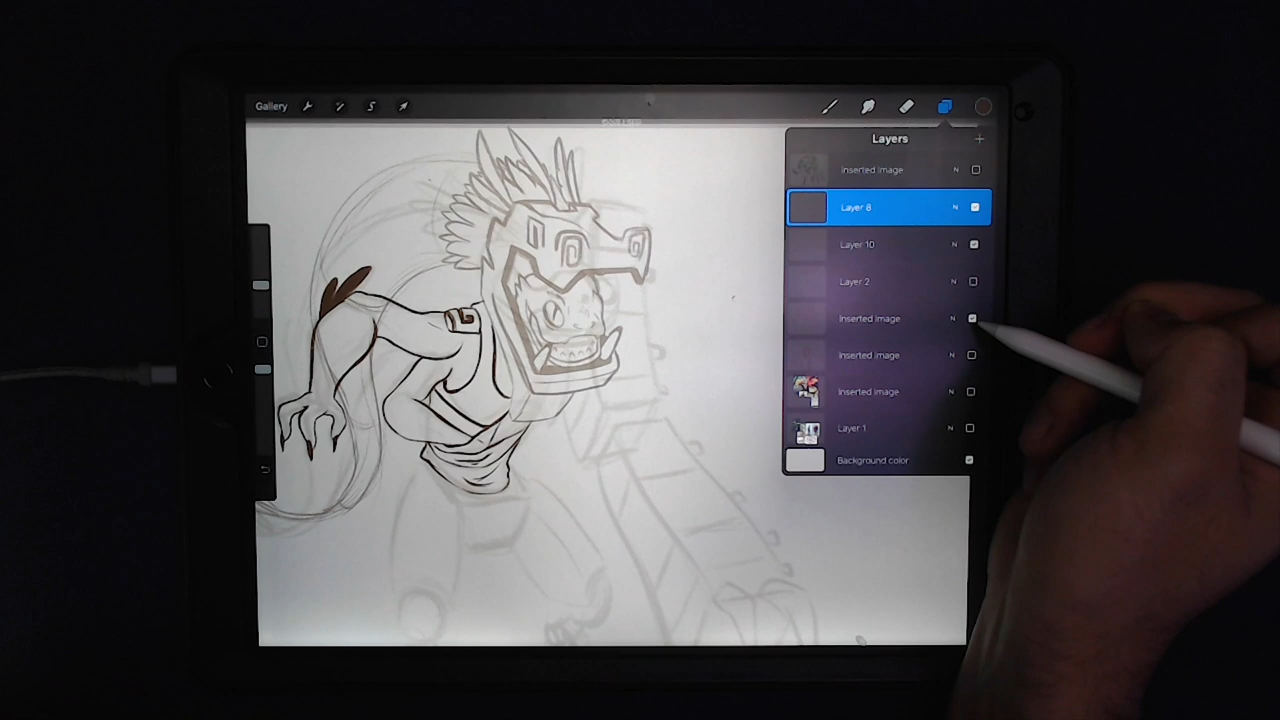 Gallery
Layers
Inserted Image N
Layer 8 N
Layer 10 N
Layer 2 N
Inserted Image N
Inserted Image N
Inserted Image N
Layer 1 N
Background color